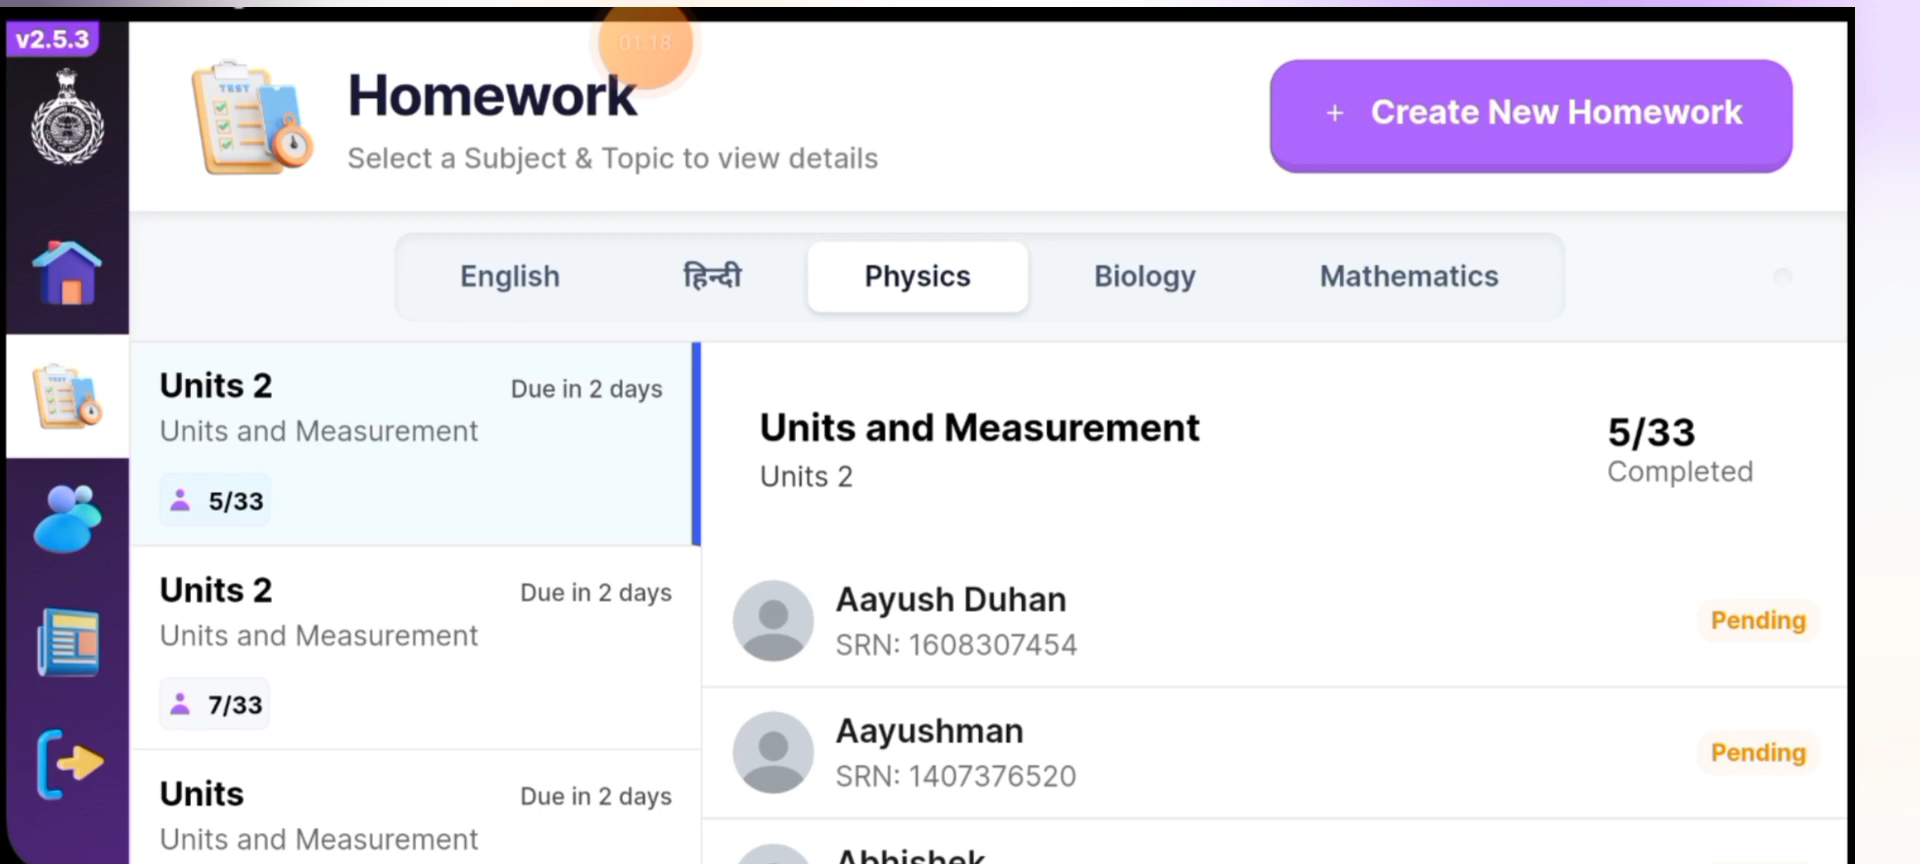 v2.5.3
01:18
TEST
Homework
Select a Subject & Topic to view details
+ Create New Homework
English
हिन्दी
Physics
Biology
Mathematics
Units 2
Due in 2 days
Units and Measurement
5/33
Units 2
Due in 2 days
Units and Measurement
7/33
Units
Due in 2 days
Units and Measurement
Units and Measurement
Units 2
5/33
Completed
Aayush Duhan
SRN: 1608307454
Pending
Aayushman
SRN: 1407376520
Pending
Abhishek